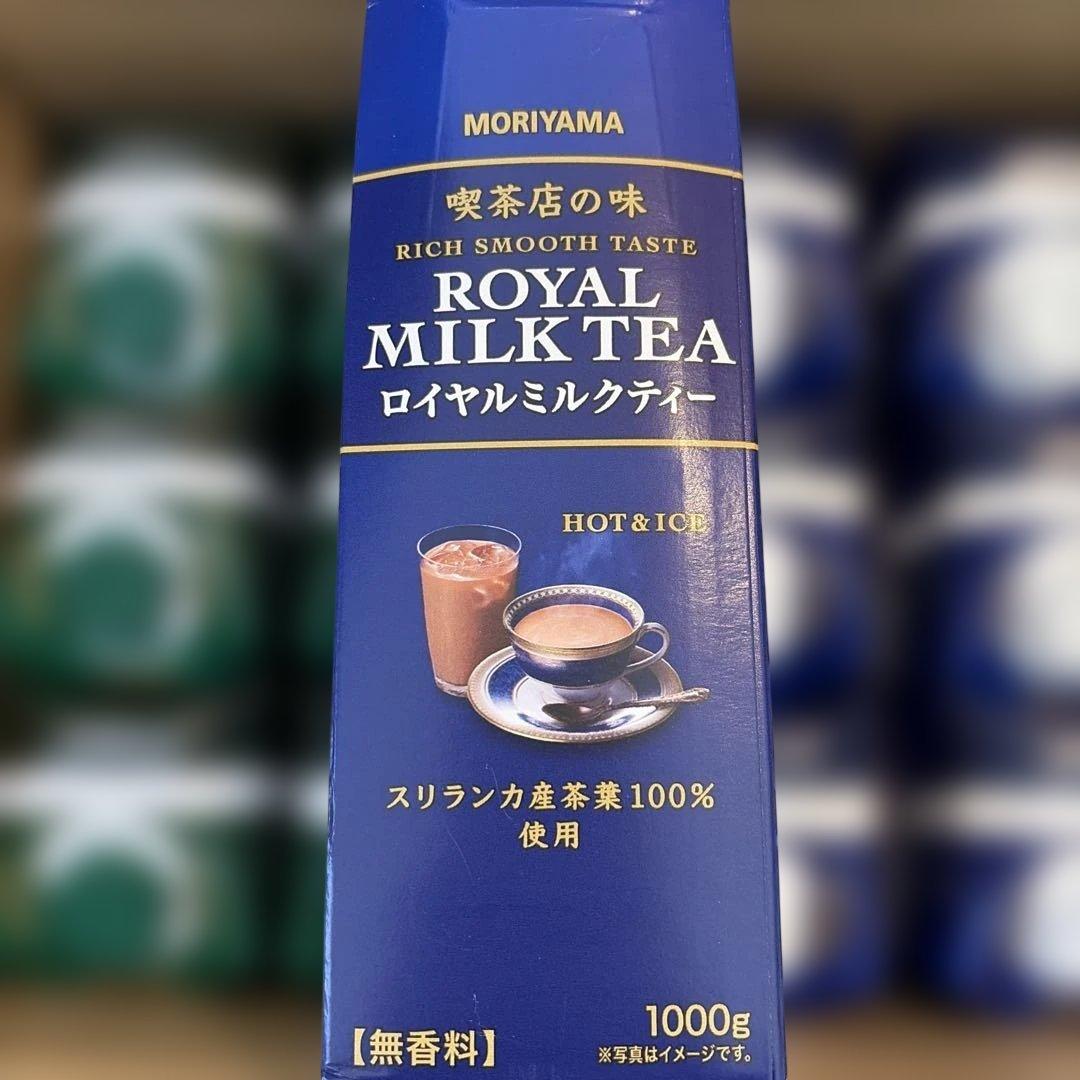 MORIYAMA
喫茶店の味
RICH SMOOTH TASTE
ROYAL
MILK TEA
ロイヤルミルクティー
HOT & ICE
スリランカ産茶葉100%
使用
1000g
【無香料】
※写真はイメージです。